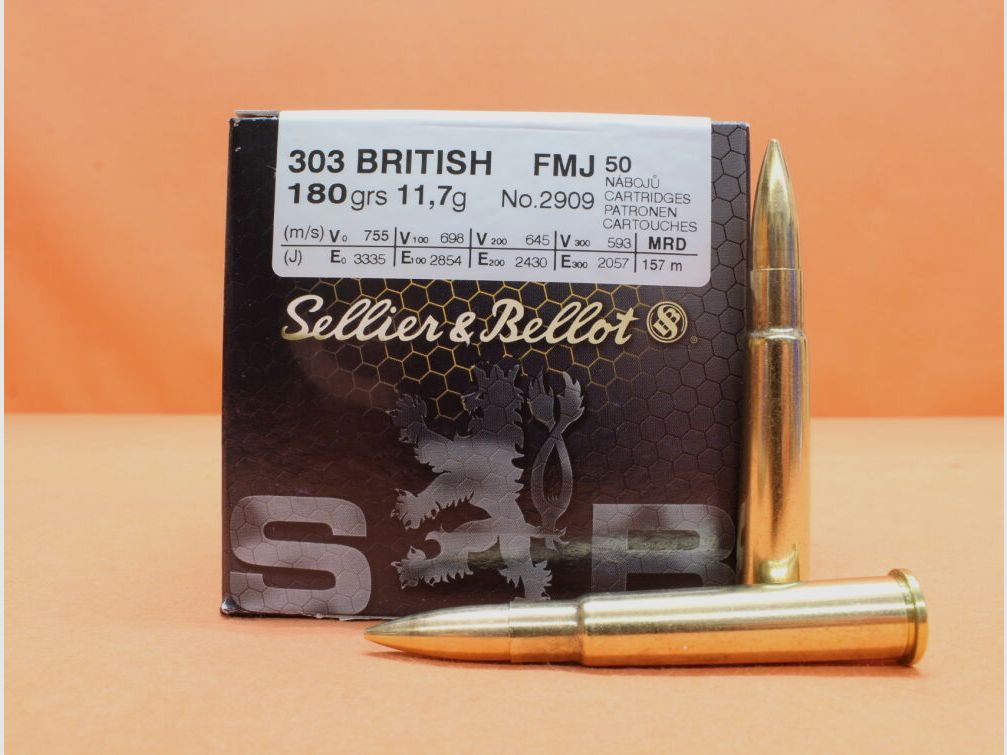 303 BRITISH FMJ 50
180 grs 11,7g No.2909
NÁBOJŮ
CARTRIDGES
PATRONEN
CARTOUCHES
(m/s) V0 755 V100 698 V200 645 V300 593 MRD
(J) E0 3335 E100 2854 E200 2430 E300 2057 157 m
Sellier & Bellot SB ®
S B